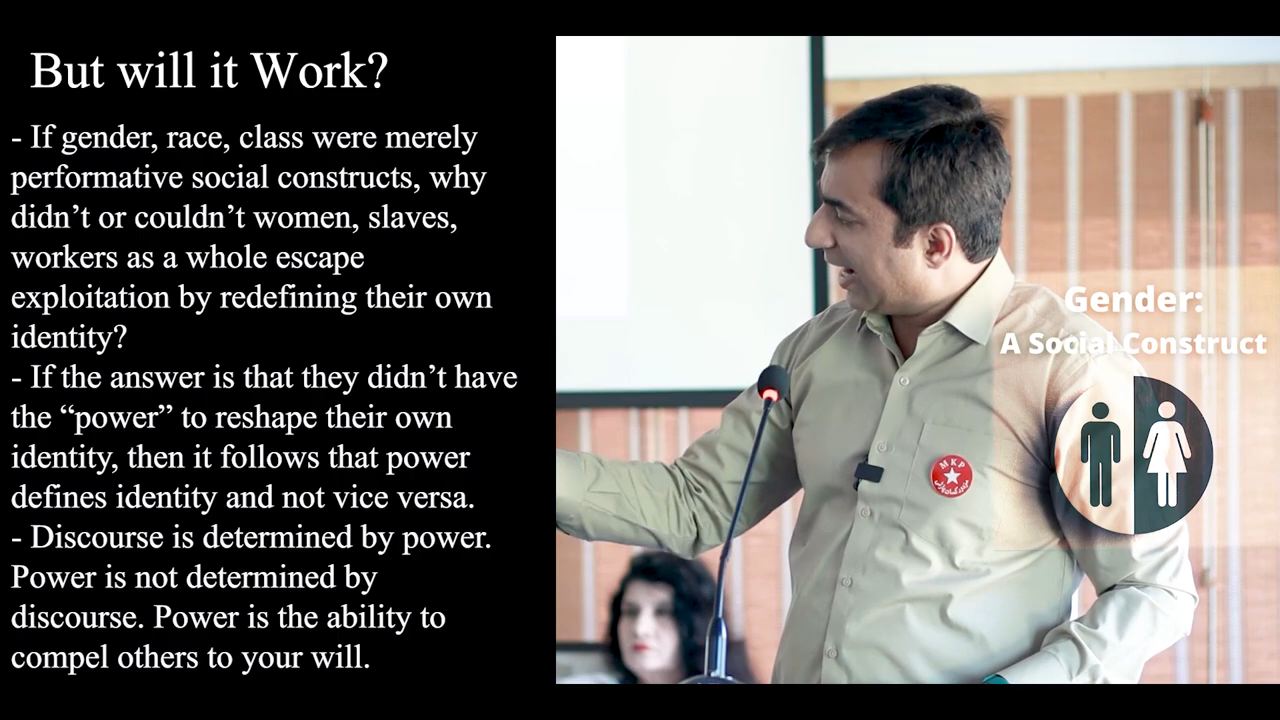 But will it Work?
- If gender, race, class were merely
performative social constructs, why
didn’t or couldn’t women, slaves,
workers as a whole escape
exploitation by redefining their own
identity?
- If the answer is that they didn’t have
the “power” to reshape their own
identity, then it follows that power
defines identity and not vice versa.
- Discourse is determined by power.
Power is not determined by
discourse. Power is the ability to
compel others to your will.
Gender:
A Social Construct
MKP